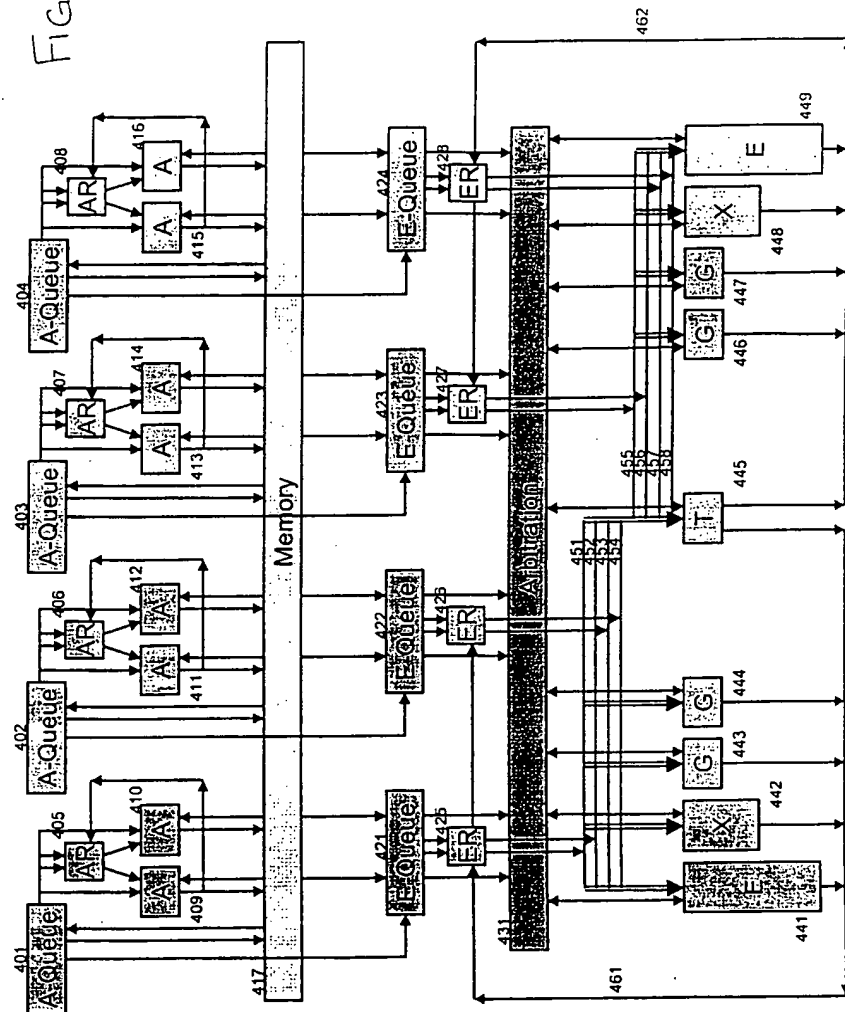 FIG
401
402
403
404
A-Queue
A-Queue
A-Queue
A-Queue
405
406
407
408
AR
AR
AR
AR
410
412
414
416
A
A
A
A
A
A
A
A
409
411
413
415
417
Memory
421
422
423
424
E-Queue
E-Queue
E-Queue
E-Queue
425
426
427
428
ER
ER
ER
ER
431
Arbitration
451
452
453
454
455
456
457
458
461
462
E
X
G
G
T
G
G
X
E
441
442
443
444
445
446
447
448
449